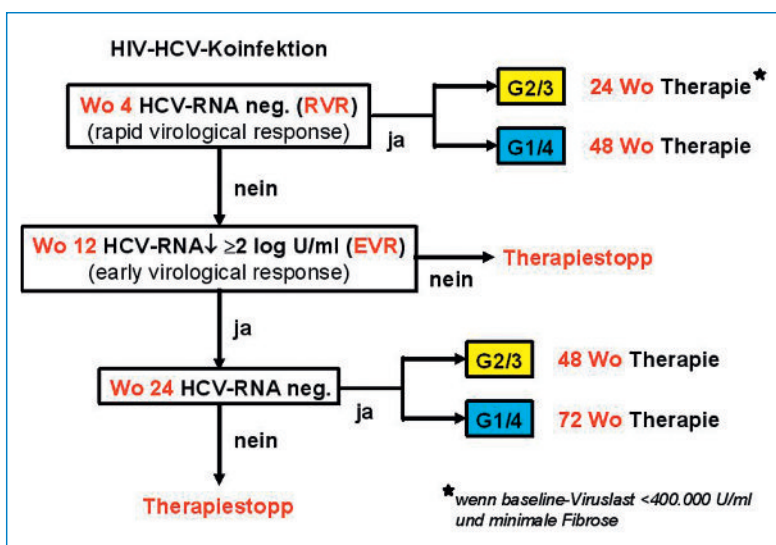 HIV-HCV-Koinfektion
Wo 4 HCV-RNA neg. (RVR)
(rapid virological response)
ja
G2/3
24 Wo Therapie*
G1/4
48 Wo Therapie
nein
Wo 12 HCV-RNA↓ ≥2 log U/ml (EVR)
(early virological response)
nein
Therapiestopp
ja
Wo 24 HCV-RNA neg.
ja
G2/3
48 Wo Therapie
G1/4
72 Wo Therapie
nein
Therapiestopp
*wenn baseline-Viruslast <400.000 U/ml
und minimale Fibrose